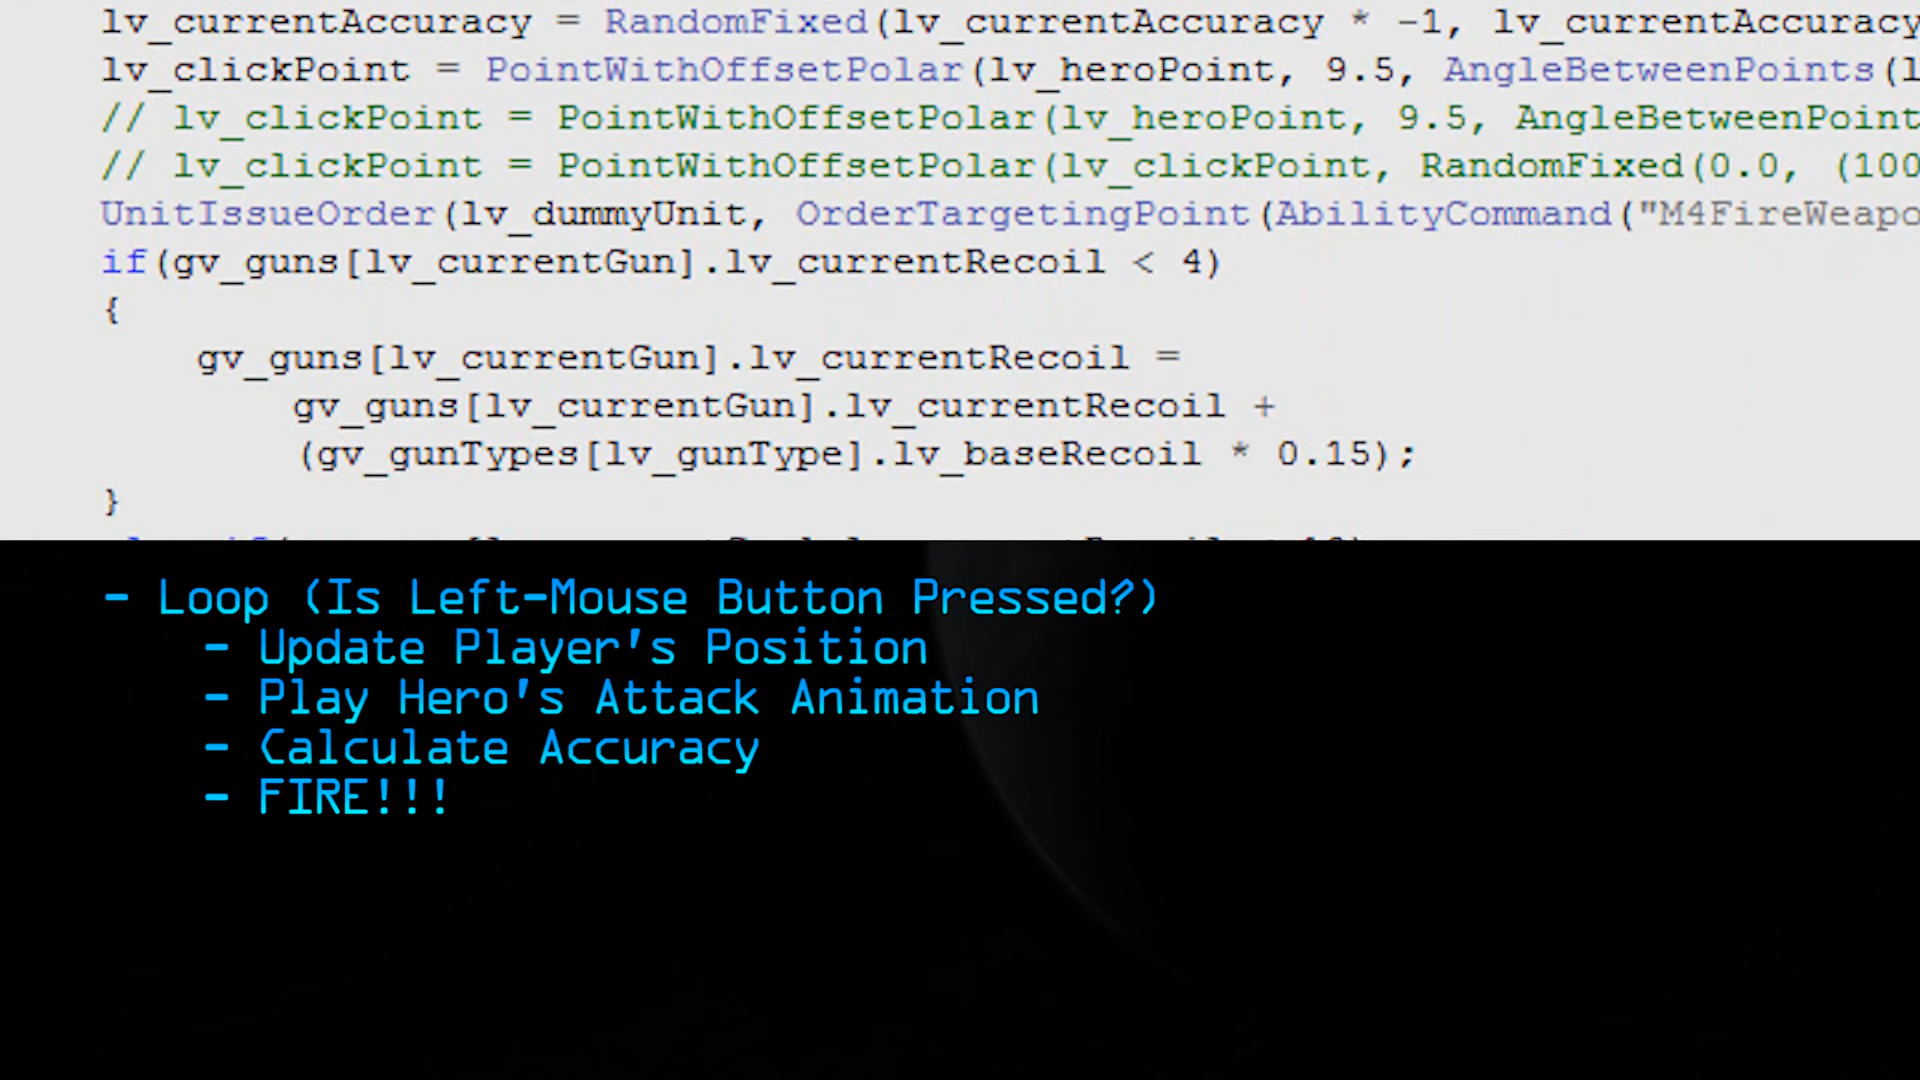 lv_currentAccuracy = RandomFixed(lv_currentAccuracy * -1, lv_currentAccuracy
lv_clickPoint = PointWithOffsetPolar(lv_heroPoint, 9.5, AngleBetweenPoints(l
// lv_clickPoint = PointWithOffsetPolar(lv_heroPoint, 9.5, AngleBetweenPoint
// lv_clickPoint = PointWithOffsetPolar(lv_clickPoint, RandomFixed(0.0, (100
UnitIssueOrder(lv_dummyUnit, OrderTargetingPoint(AbilityCommand("M4FireWeapo
if(gv_guns[lv_currentGun].lv_currentRecoil < 4)
{
gv_guns[lv_currentGun].lv_currentRecoil =
gv_guns[lv_currentGun].lv_currentRecoil +
(gv_gunTypes[lv_gunType].lv_baseRecoil * 0.15);
}
- Loop (Is Left-Mouse Button Pressed?)
- Update Player's Position
- Play Hero's Attack Animation
- Calculate Accuracy
- FIRE!!!